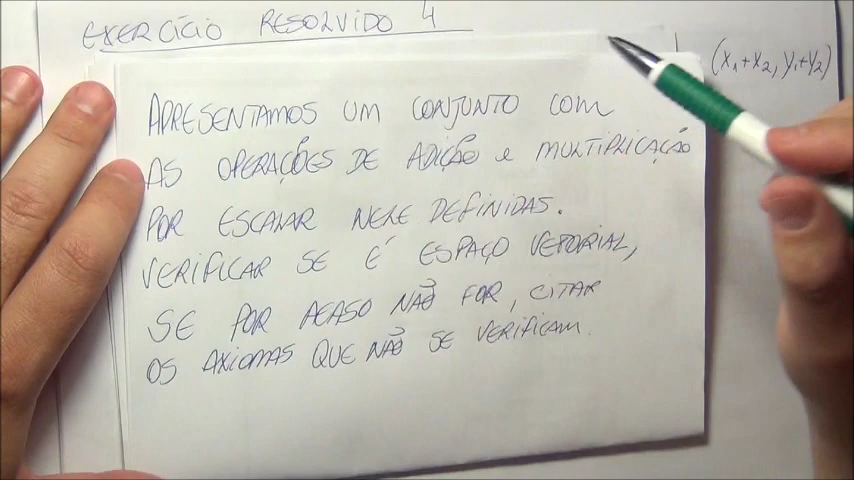 EXERCÍCIO RESOLVIDO 4
(x₁+x₂, y₁+y₂)
APRESENTAMOS UM CONJUNTO COM
AS OPERAÇÕES DE ADIÇÃO e MULTIPLICAÇÃO
POR ESCALAR NELE DEFINIDAS.
VERIFICAR SE É ESPAÇO VETORIAL,
SE POR ACASO NÃO FOR, CITAR
OS AXIOMAS QUE NÃO SE VERIFICAM.